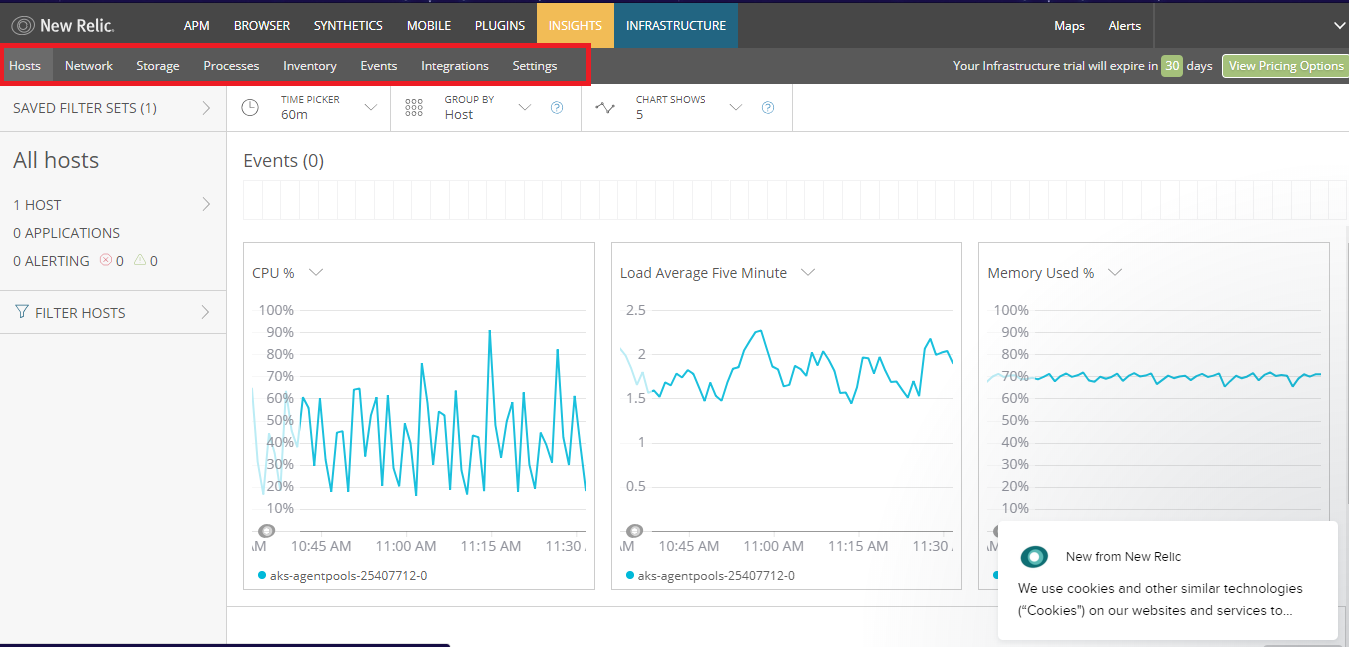 New Relic.
APM BROWSER SYNTHETICS MOBILE PLUGINS INSIGHTS INFRASTRUCTURE Maps Alerts
Hosts Network Storage Processes Inventory Events Integrations Settings
Your Infrastructure trial will expire in 30 days View Pricing Options
SAVED FILTER SETS (1)
TIME PICKER
60m
GROUP BY
Host
?
CHART SHOWS
5
?
All hosts
1 HOST
0 APPLICATIONS
0 ALERTING 0 0
FILTER HOSTS
Events (0)
CPU %
100%
90%
80%
70%
60%
50%
40%
30%
20%
10%
AM 10:45 AM 11:00 AM 11:15 AM 11:30
aks-agentpools-25407712-0
Load Average Five Minute
2.5
2
1.5
1
0.5
AM 10:45 AM 11:00 AM 11:15 AM 11:30
aks-agentpools-25407712-0
Memory Used %
100%
90%
80%
70%
60%
50%
40%
30%
20%
10%
New from New Relic
We use cookies and other similar technologies
(“Cookies”) on our websites and services to...